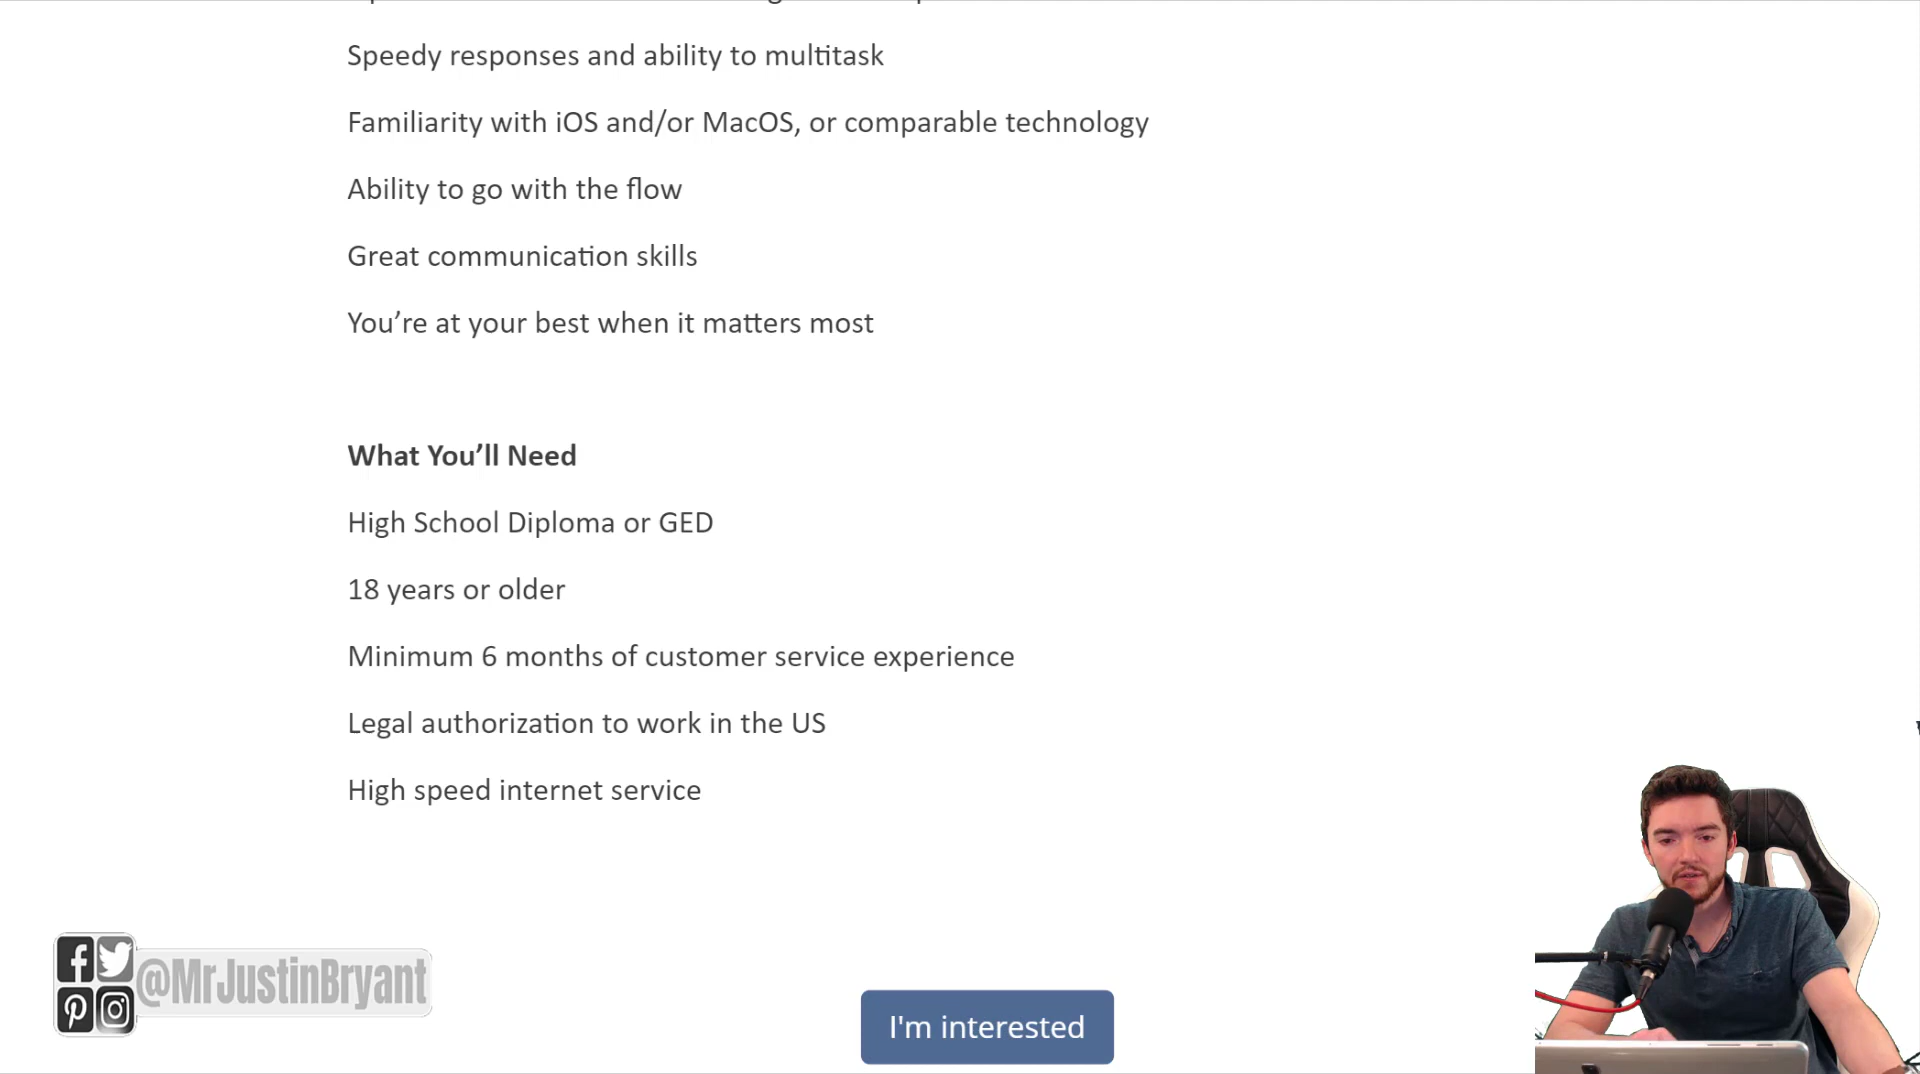 Speedy responses and ability to multitask
Familiarity with iOS and/or MacOS, or comparable technology
Ability to go with the flow
Great communication skills
You’re at your best when it matters most
What You’ll Need
High School Diploma or GED
18 years or older
Minimum 6 months of customer service experience
Legal authorization to work in the US
High speed internet service
@MrJustinBryant
I'm interested